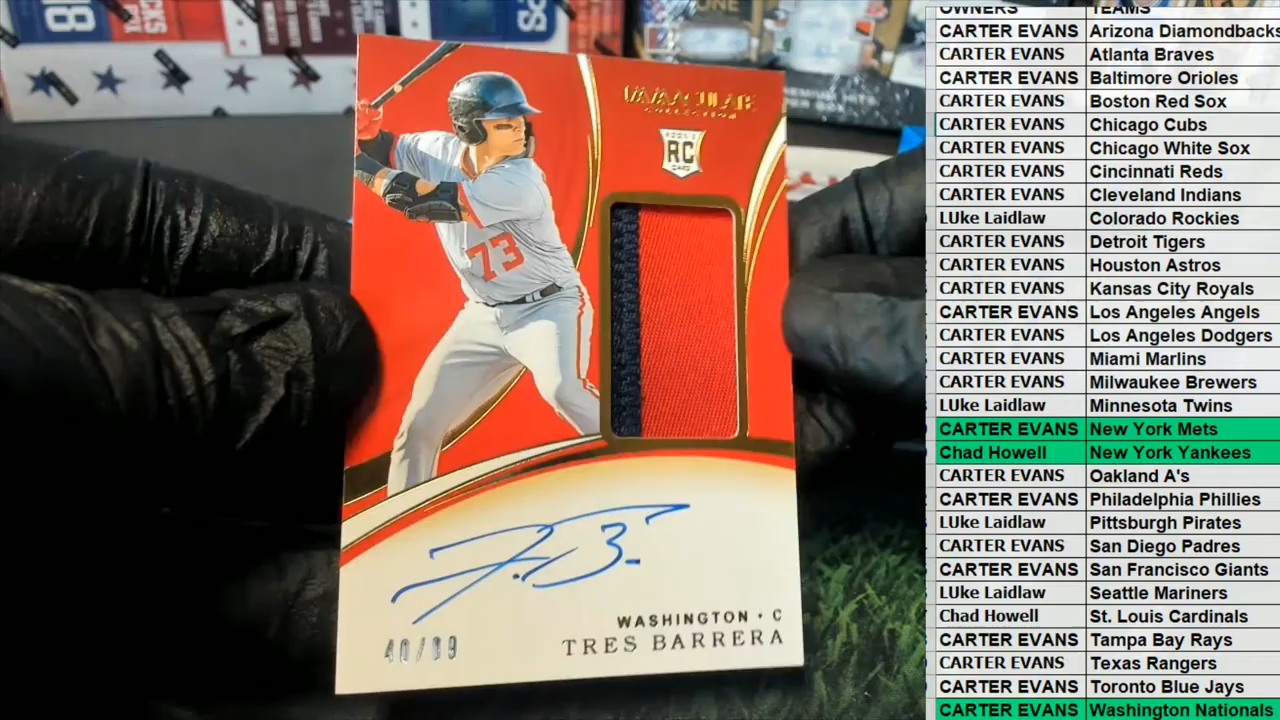 IMMACULATE
COLLECTION
RC
73
WASHINGTON • C
TRES BARRERA
OWNERS TEAMS
CARTER EVANS Arizona Diamondbacks
CARTER EVANS Atlanta Braves
CARTER EVANS Baltimore Orioles
CARTER EVANS Boston Red Sox
CARTER EVANS Chicago Cubs
CARTER EVANS Chicago White Sox
CARTER EVANS Cincinnati Reds
CARTER EVANS Cleveland Indians
LUke Laidlaw Colorado Rockies
CARTER EVANS Detroit Tigers
CARTER EVANS Houston Astros
CARTER EVANS Kansas City Royals
CARTER EVANS Los Angeles Angels
CARTER EVANS Los Angeles Dodgers
CARTER EVANS Miami Marlins
CARTER EVANS Milwaukee Brewers
LUke Laidlaw Minnesota Twins
CARTER EVANS New York Mets
Chad Howell New York Yankees
CARTER EVANS Oakland A's
CARTER EVANS Philadelphia Phillies
LUke Laidlaw Pittsburgh Pirates
CARTER EVANS San Diego Padres
CARTER EVANS San Francisco Giants
LUke Laidlaw Seattle Mariners
Chad Howell St. Louis Cardinals
CARTER EVANS Tampa Bay Rays
CARTER EVANS Texas Rangers
CARTER EVANS Toronto Blue Jays
CARTER EVANS Washington Nationals